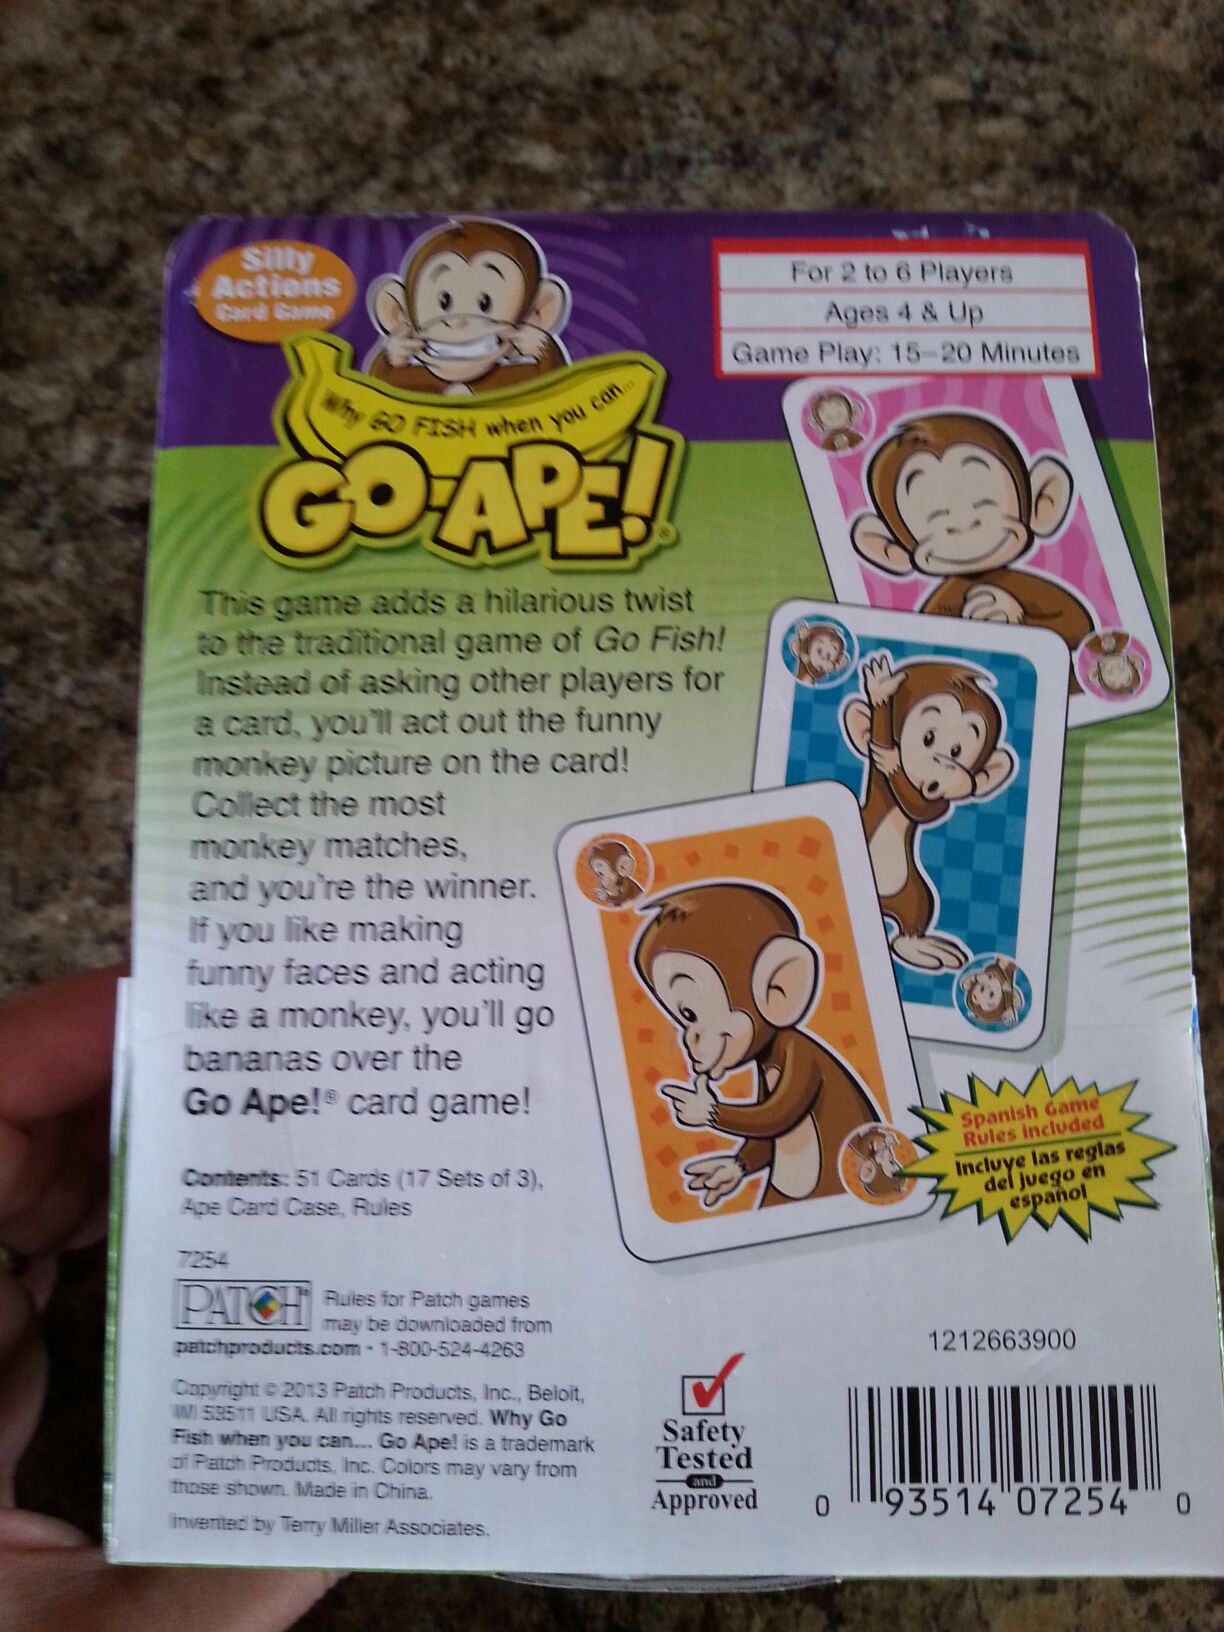 Silly
Actions
Card Game
Why GO FISH when you can...
GO-APE!®
For 2 to 6 Players
Ages 4 & Up
Game Play: 15–20 Minutes
This game adds a hilarious twist
to the traditional game of Go Fish!
Instead of asking other players for
a card, you'll act out the funny
monkey picture on the card!
Collect the most
monkey matches,
and you're the winner.
If you like making
funny faces and acting
like a monkey, you'll go
bananas over the
Go Ape!® card game!
Spanish Game
Rules included
Incluye las reglas
del juego en
español
Contents: 51 Cards (17 Sets of 3),
Ape Card Case, Rules
7254
PATCH®
Rules for Patch games
may be downloaded from
patchproducts.com • 1-800-524-4263
Copyright © 2013 Patch Products, Inc., Beloit,
WI 53511 USA. All rights reserved. Why Go
Fish when you can... Go Ape! is a trademark
of Patch Products, Inc. Colors may vary from
those shown. Made in China.
Invented by Terry Miller Associates.
Safety
Tested
and
Approved
1212663900
0 93514 07254 0